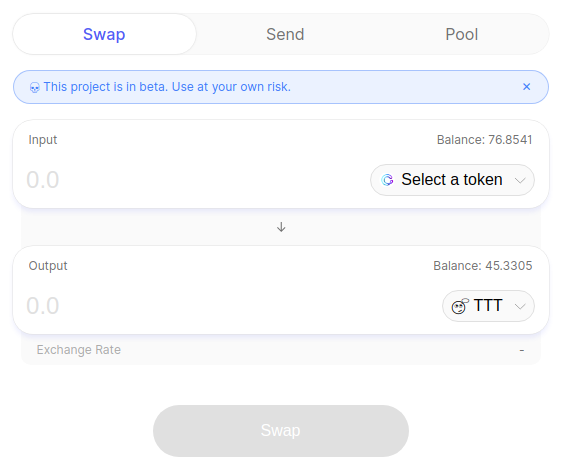 Swap Send Pool
This project is in beta. Use at your own risk. ×
Input Balance: 76.8541
0.0 Select a token
↓
Output Balance: 45.3305
0.0 TTT
Exchange Rate -
Swap